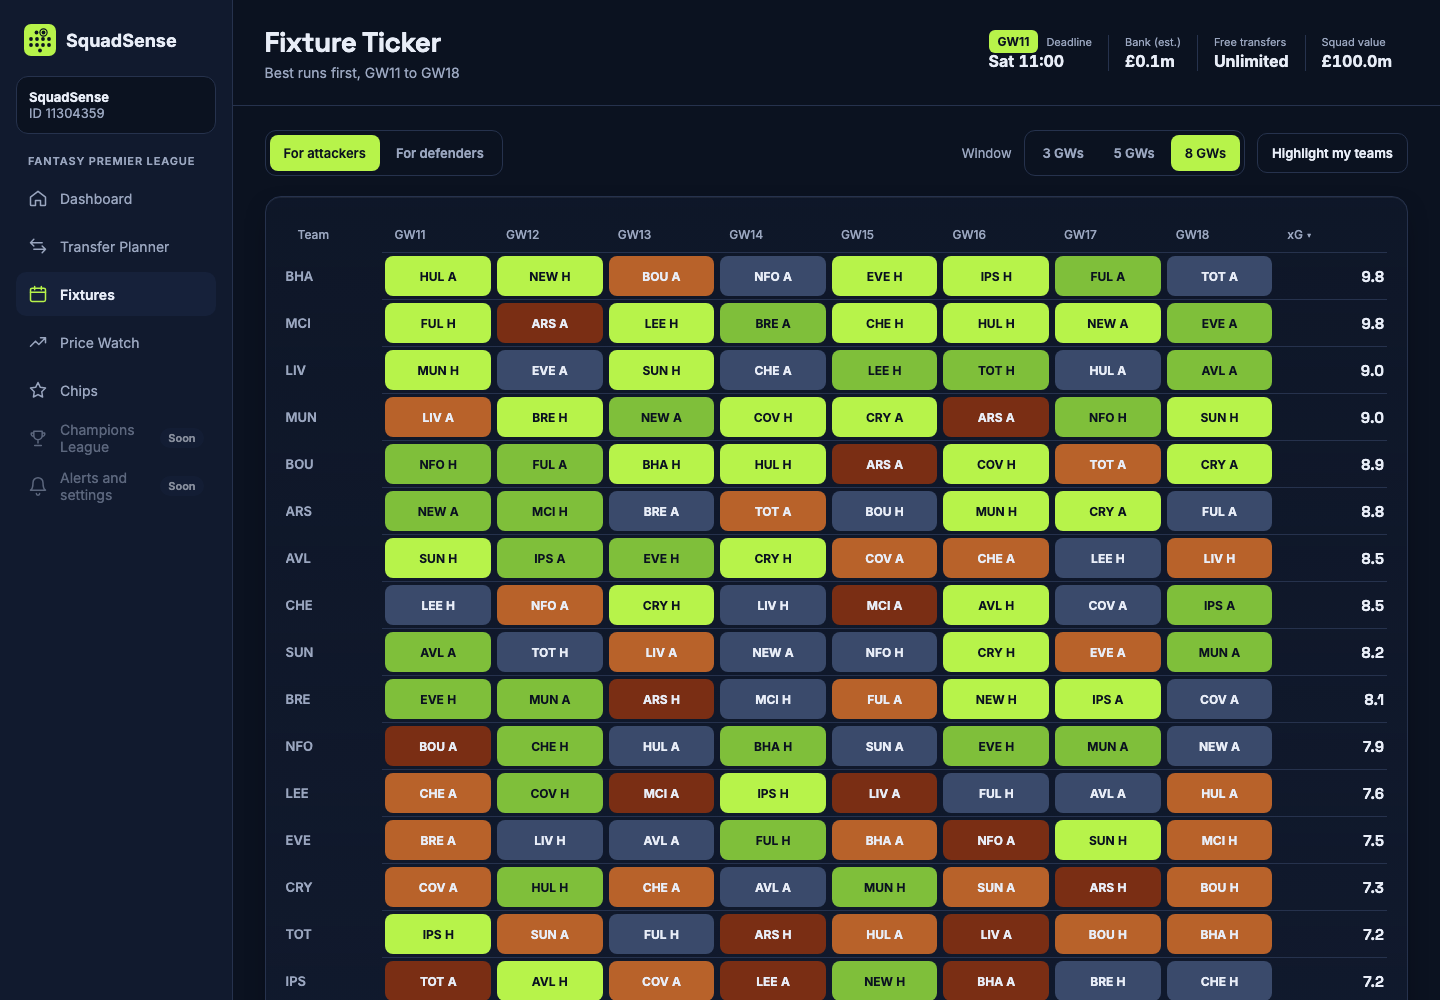 SquadSense
SquadSense
ID 11304359
FANTASY PREMIER LEAGUE
Dashboard
Transfer Planner
Fixtures
Price Watch
Chips
Champions League Soon
Alerts and settings Soon
Fixture Ticker
Best runs first, GW11 to GW18
GW11 Deadline
Sat 11:00
Bank (est.)
£0.1m
Free transfers
Unlimited
Squad value
£100.0m
For attackers For defenders
Window 3 GWs 5 GWs 8 GWs Highlight my teams
Team GW11 GW12 GW13 GW14 GW15 GW16 GW17 GW18 xG ▾
BHA HUL A NEW H BOU A NFO A EVE H IPS H FUL A TOT A 9.8
MCI FUL H ARS A LEE H BRE A CHE H HUL H NEW A EVE A 9.8
LIV MUN H EVE A SUN H CHE A LEE H TOT H HUL A AVL A 9.0
MUN LIV A BRE H NEW A COV H CRY A ARS A NFO H SUN H 9.0
BOU NFO H FUL A BHA H HUL H ARS A COV H TOT A CRY A 8.9
ARS NEW A MCI H BRE A TOT A BOU H MUN H CRY A FUL A 8.8
AVL SUN H IPS A EVE H CRY H COV A CHE A LEE H LIV H 8.5
CHE LEE H NFO A CRY H LIV H MCI A AVL H COV A IPS A 8.5
SUN AVL A TOT H LIV A NEW A NFO H CRY H EVE A MUN A 8.2
BRE EVE H MUN A ARS H MCI H FUL A NEW H IPS A COV A 8.1
NFO BOU A CHE H HUL A BHA H SUN A EVE H MUN A NEW A 7.9
LEE CHE A COV H MCI A IPS H LIV A FUL H AVL A HUL A 7.6
EVE BRE A LIV H AVL A FUL H BHA A NFO A SUN H MCI H 7.5
CRY COV A HUL H CHE A AVL A MUN H SUN A ARS H BOU H 7.3
TOT IPS H SUN A FUL H ARS H HUL A LIV A BOU H BHA H 7.2
IPS TOT A AVL H COV A LEE A NEW H BHA A BRE H CHE H 7.2